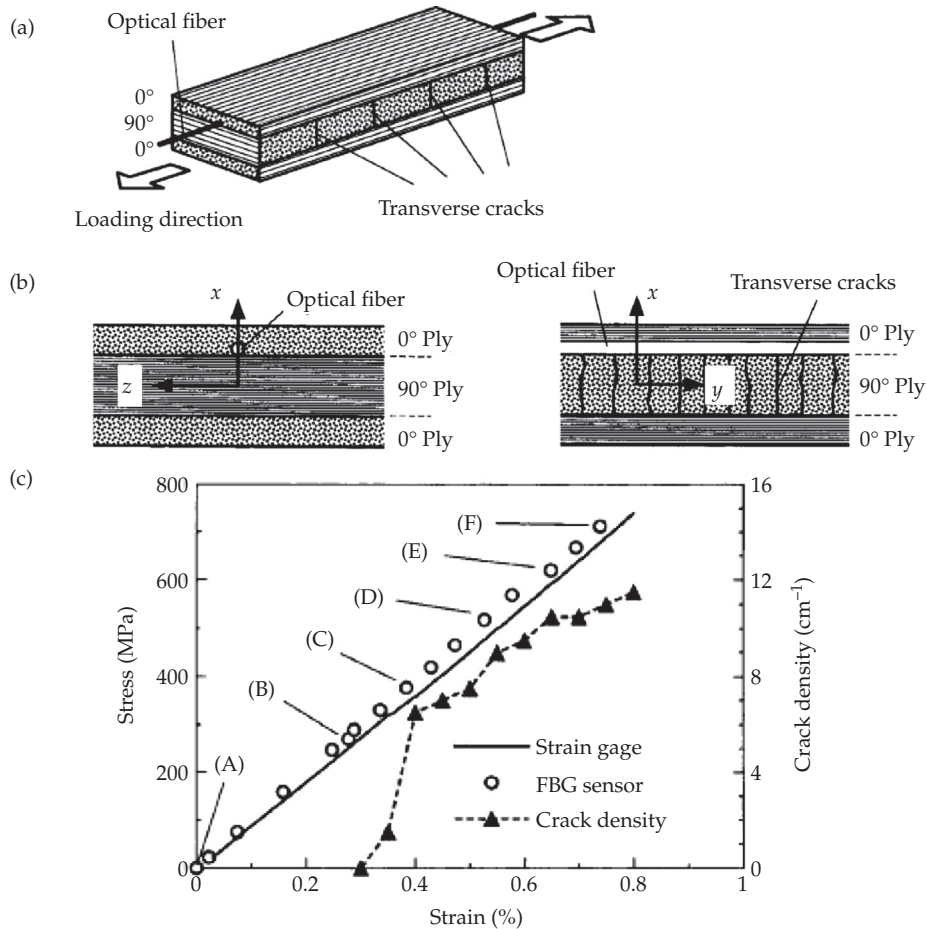 (a)
Optical fiber
0°
90°
0°
Loading direction
Transverse cracks
(b)
x
Optical fiber
0° Ply
z
90° Ply
0° Ply
Optical fiber
x
Transverse cracks
0° Ply
y
90° Ply
0° Ply
(c)
800
600
400
200
0
Stress (MPa)
16
12
8
4
0
Crack density (cm⁻¹)
(A)
(B)
(C)
(D)
(E)
(F)
Strain gage
FBG sensor
Crack density
0 0.2 0.4 0.6 0.8 1
Strain (%)